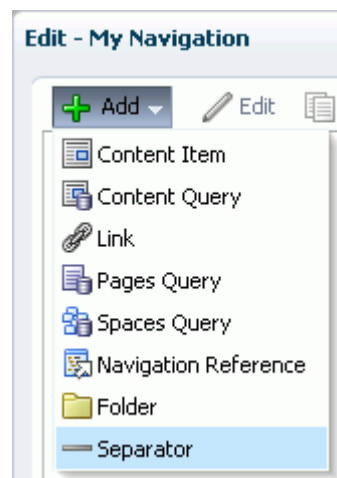 Edit - My Navigation
Add Edit
Content Item
Content Query
Link
Pages Query
Spaces Query
Navigation Reference
Folder
Separator